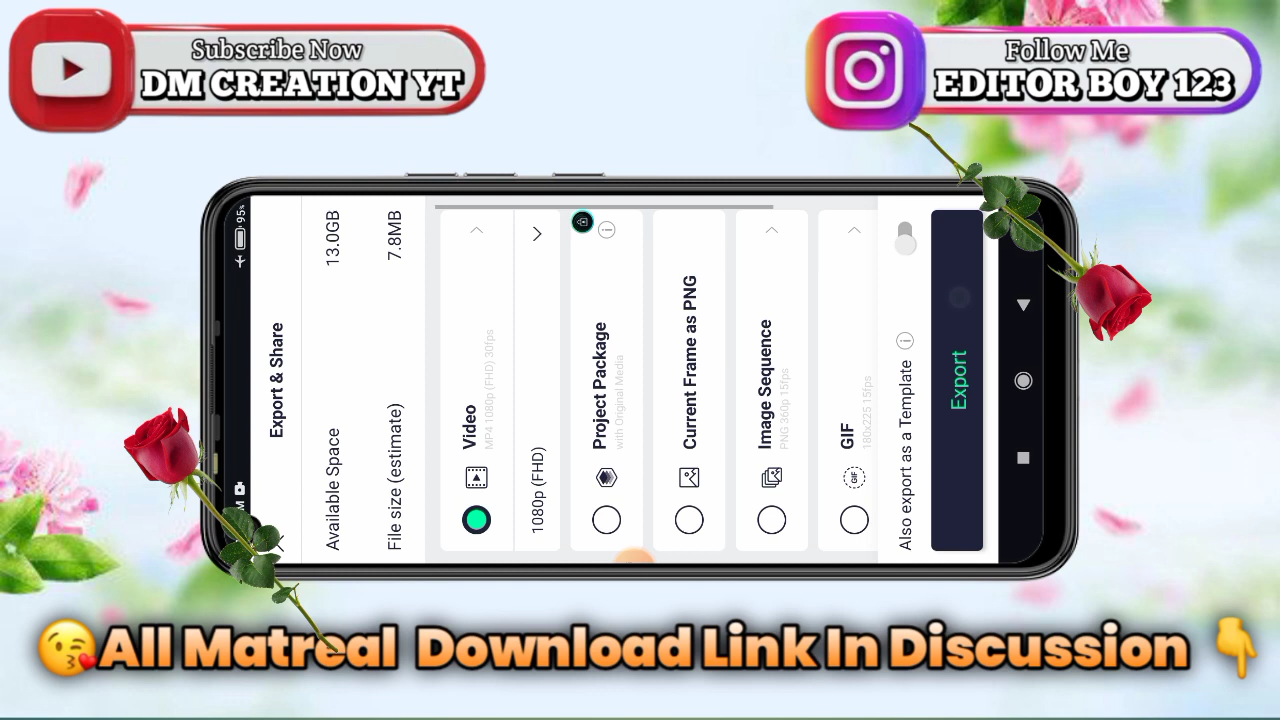 Subscribe Now
DM CREATION YT
Follow Me
EDITOR BOY 123
95%
Export & Share
Available Space
13.0GB
File size (estimate)
7.8MB
Video
MP4 1080p (FHD) 30fps
1080p (FHD)
Project Package
with Original Media
Current Frame as PNG
Image Sequence
PNG 360p 15fps
GIF
GIF
180x225 15fps
Also export as a Template
Export
All Matreal Download Link In Discussion